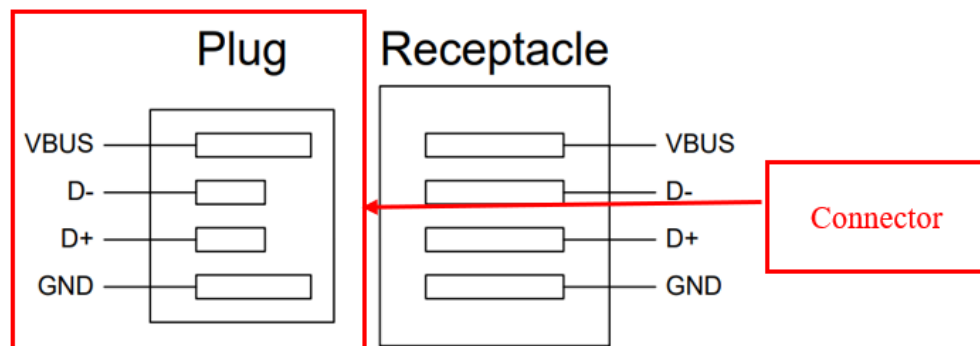 Plug
Receptacle
VBUS
D-
D+
GND
VBUS
D-
D+
GND
Connector